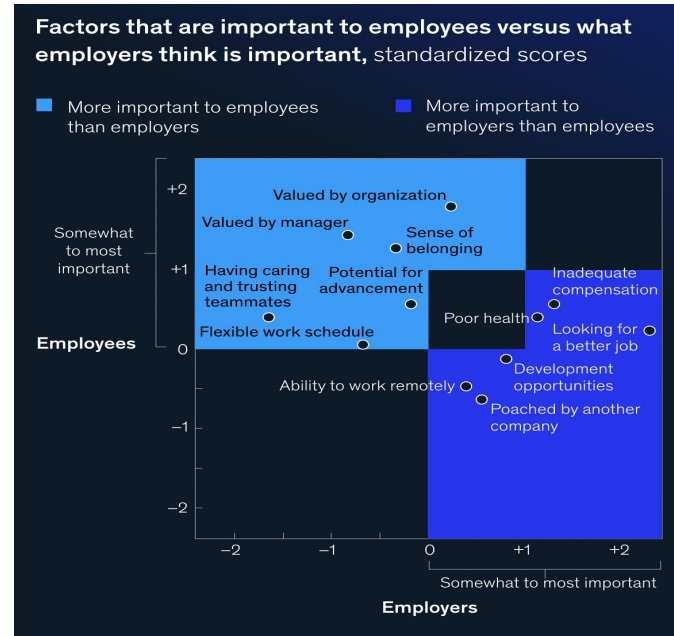 Factors that are important to employees versus what
employers think is important, standardized scores
More important to employees
than employers
More important to
employers than employees
+2
Valued by organization
Valued by manager
Sense of
belonging
Somewhat
to most
important
+1
Having caring
and trusting
teammates
Potential for
advancement
Inadequate
compensation
Poor health
Flexible work schedule
Looking for
a better job
Employees
0
Development
opportunities
Ability to work remotely
Poached by another
company
−1
−2
−2
−1
0
+1
+2
Somewhat to most important
Employers